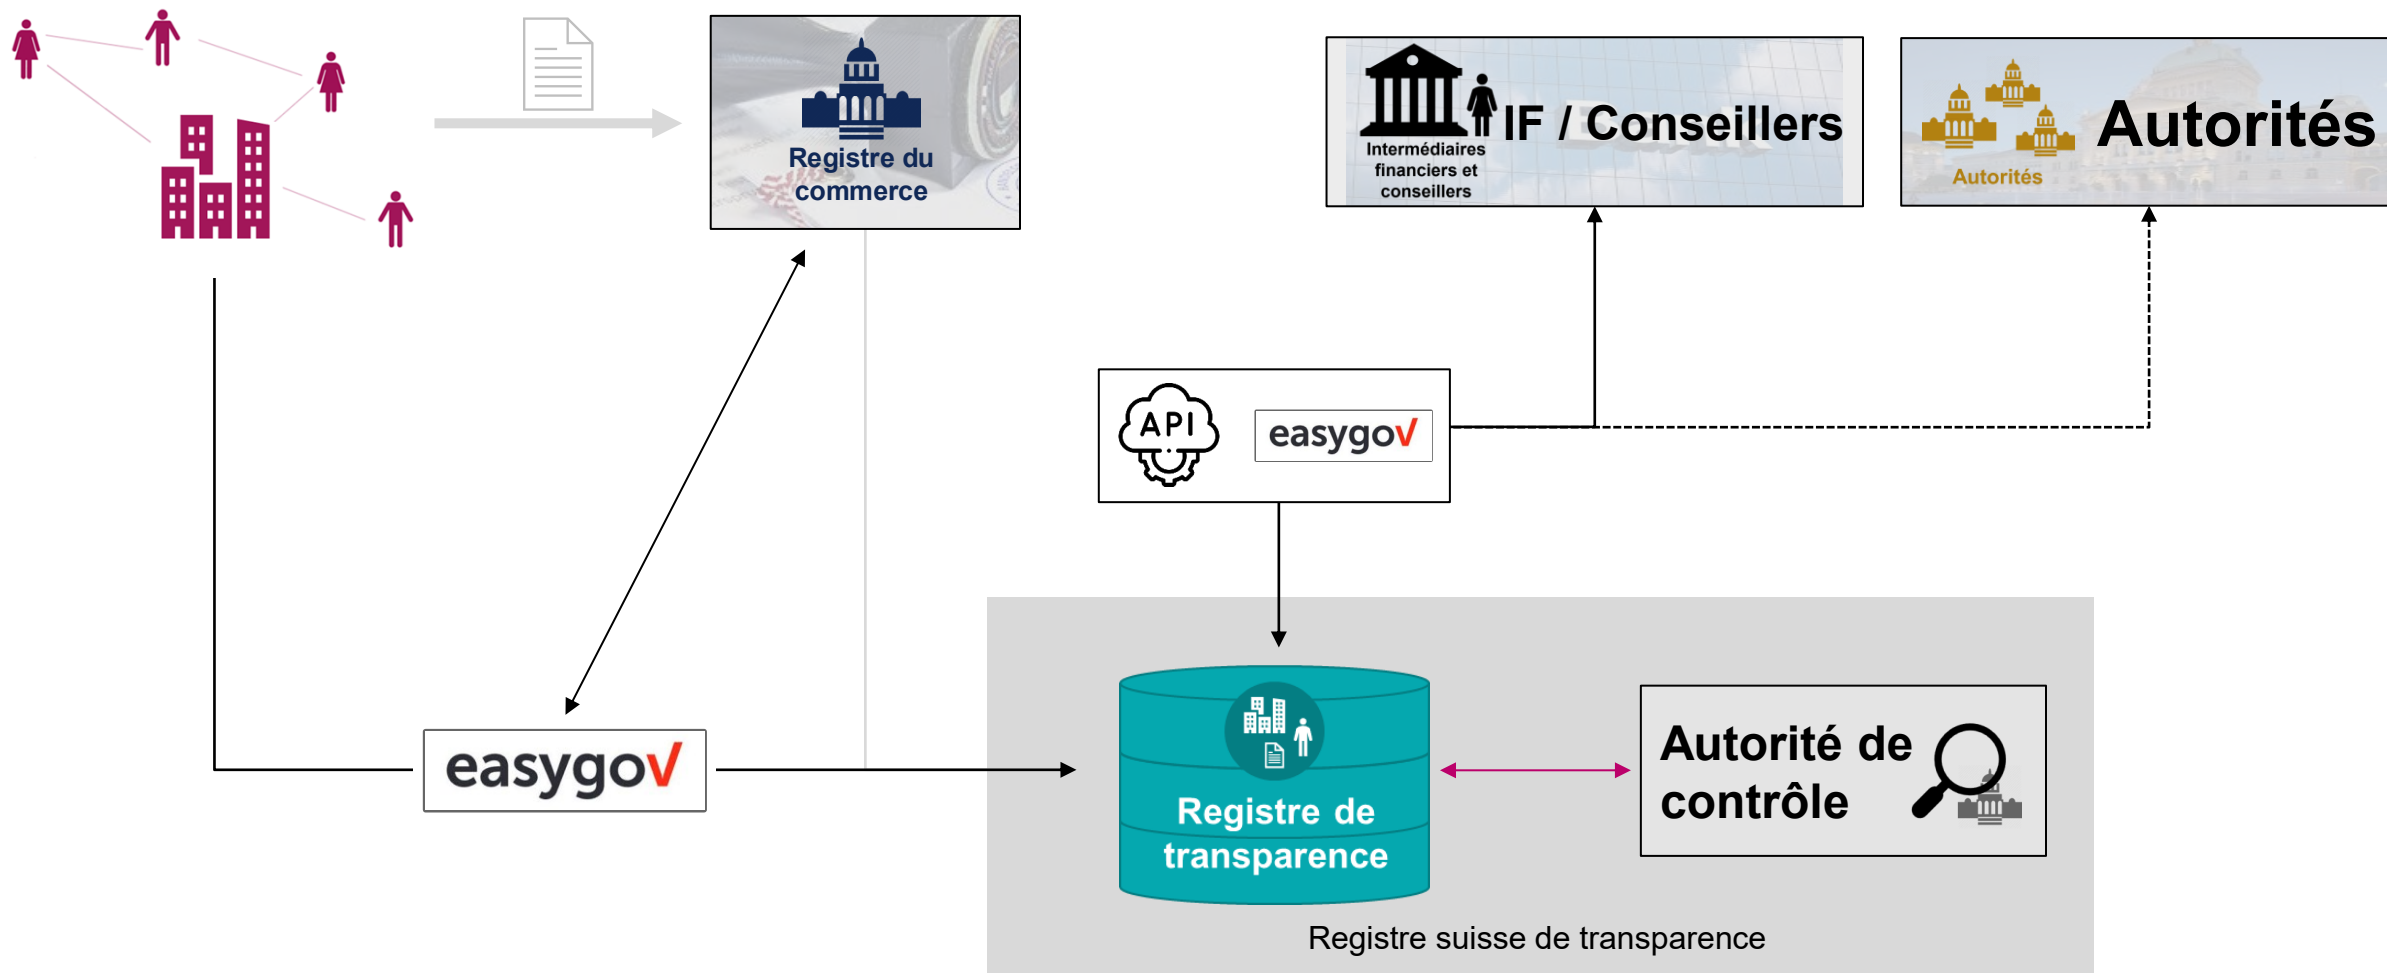 Registre du
commerce
Intermédiaires
financiers et
conseillers
IF / Conseillers
Autorités
Autorités
API
easygov
easygov
Registre de
transparence
Autorité de
contrôle
Registre suisse de transparence